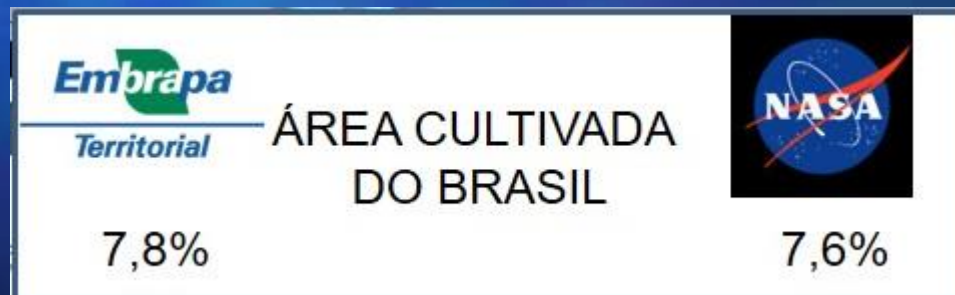 Embrapa
Territorial
ÁREA CULTIVADA
DO BRASIL
NASA
7,8%
7,6%